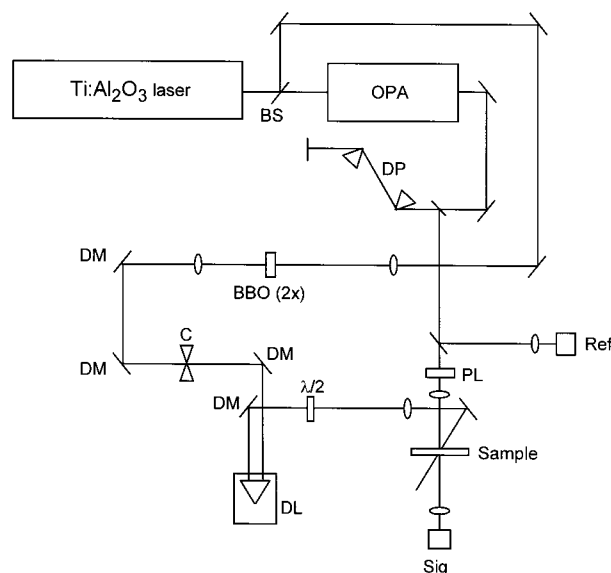 Ti:Al₂O₃ laser
BS
OPA
DP
DM
BBO (2x)
DM
C
DM
Ref
PL
DM
λ/2
Sample
DL
Sig